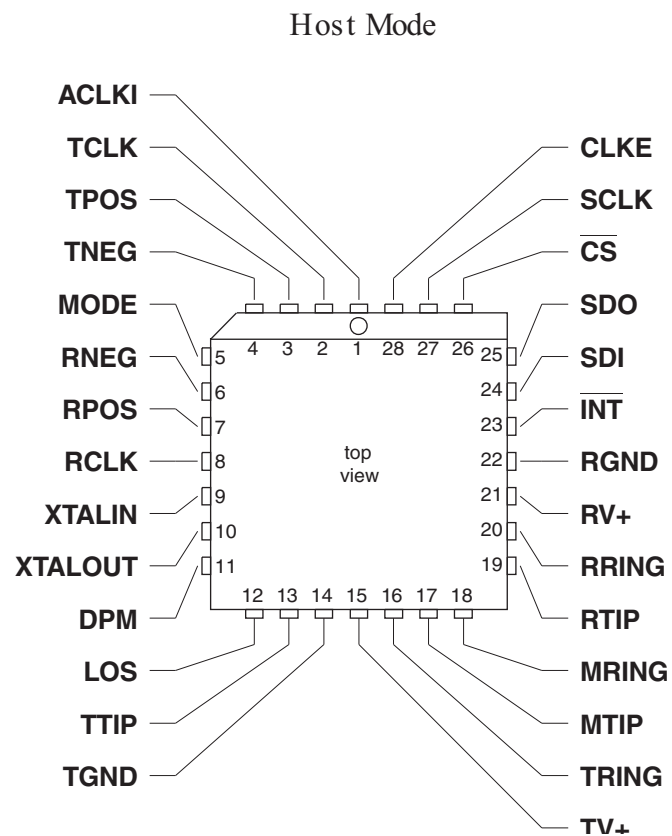 Host Mode
ACLKI
TCLK
TPOS
TNEG
MODE
RNEG
RPOS
RCLK
XTALIN
XTALOUT
DPM
LOS
TTIP
TGND
CLKE
SCLK
C̅S̅
SDO
SDI
I̅N̅T̅
RGND
RV+
RRING
RTIP
MRING
MTIP
TRING
TV+
4 3 2 1 28 27 26
5
6
7
8
9
10
11
25
24
23
22
21
20
19
top
view
12 13 14 15 16 17 18